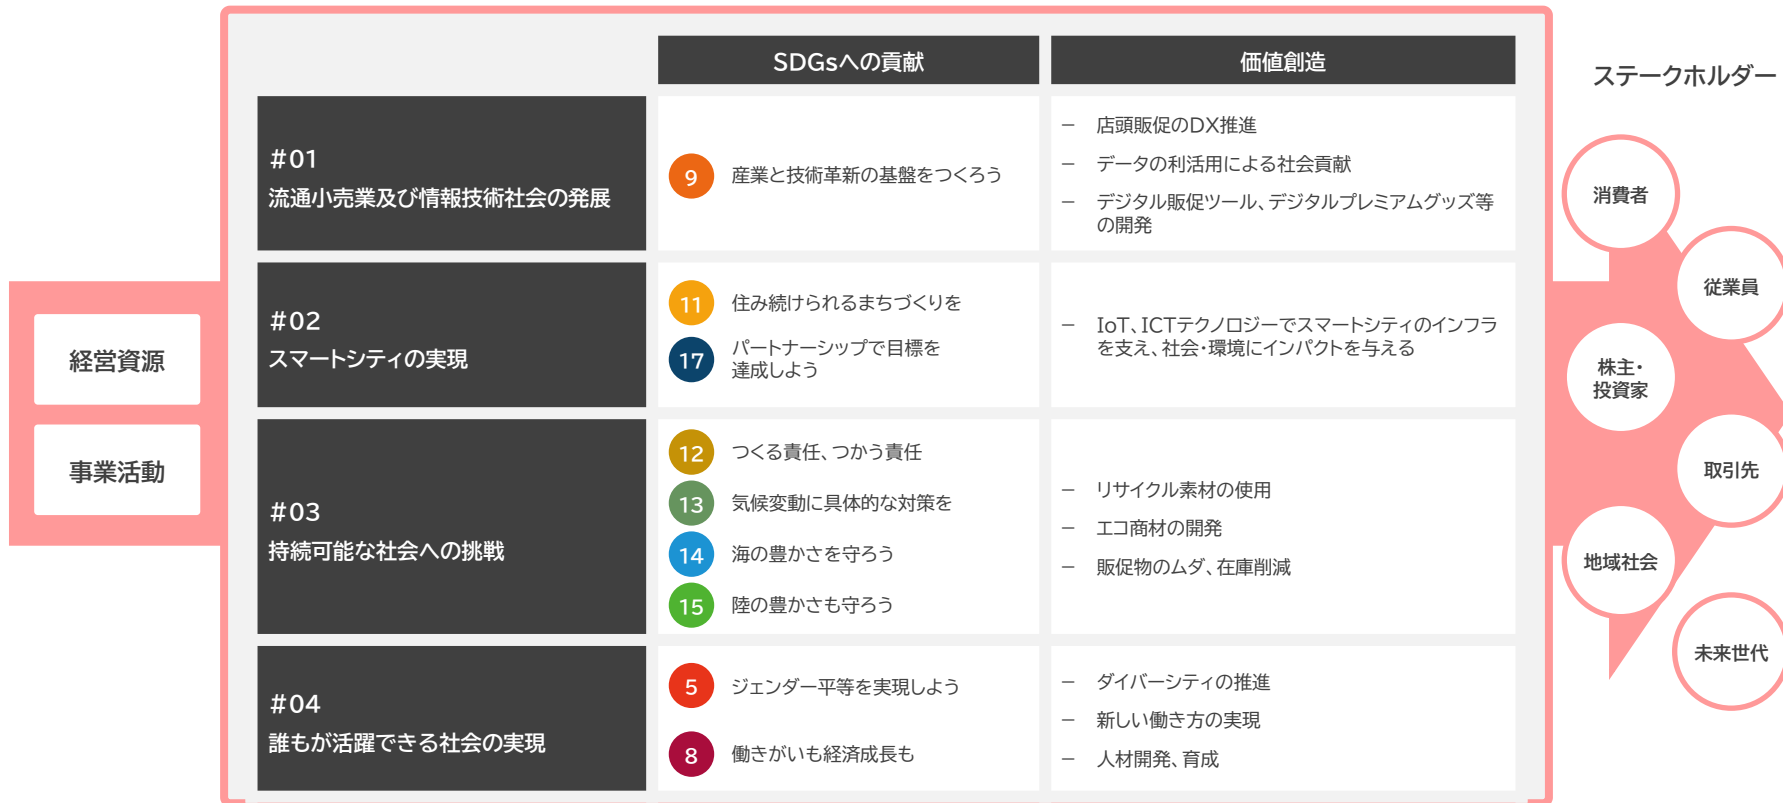 SDGsへの貢献
価値創造
ステークホルダー
経営資源
事業活動
#01
流通小売業及び情報技術社会の発展
9
産業と技術革新の基盤をつくろう
− 店頭販促のDX推進
− データの利活用による社会貢献
− デジタル販促ツール、デジタルプレミアムグッズ等
の開発
#02
スマートシティの実現
11
住み続けられるまちづくりを
17
パートナーシップで目標を
達成しよう
− IoT、ICTテクノロジーでスマートシティのインフラ
を支え、社会・環境にインパクトを与える
#03
持続可能な社会への挑戦
12
つくる責任、つかう責任
13
気候変動に具体的な対策を
14
海の豊かさを守ろう
15
陸の豊かさも守ろう
− リサイクル素材の使用
− エコ商材の開発
− 販促物のムダ、在庫削減
#04
誰もが活躍できる社会の実現
5
ジェンダー平等を実現しよう
8
働きがいも経済成長も
− ダイバーシティの推進
− 新しい働き方の実現
− 人材開発、育成
消費者
従業員
株主・
投資家
取引先
地域社会
未来世代